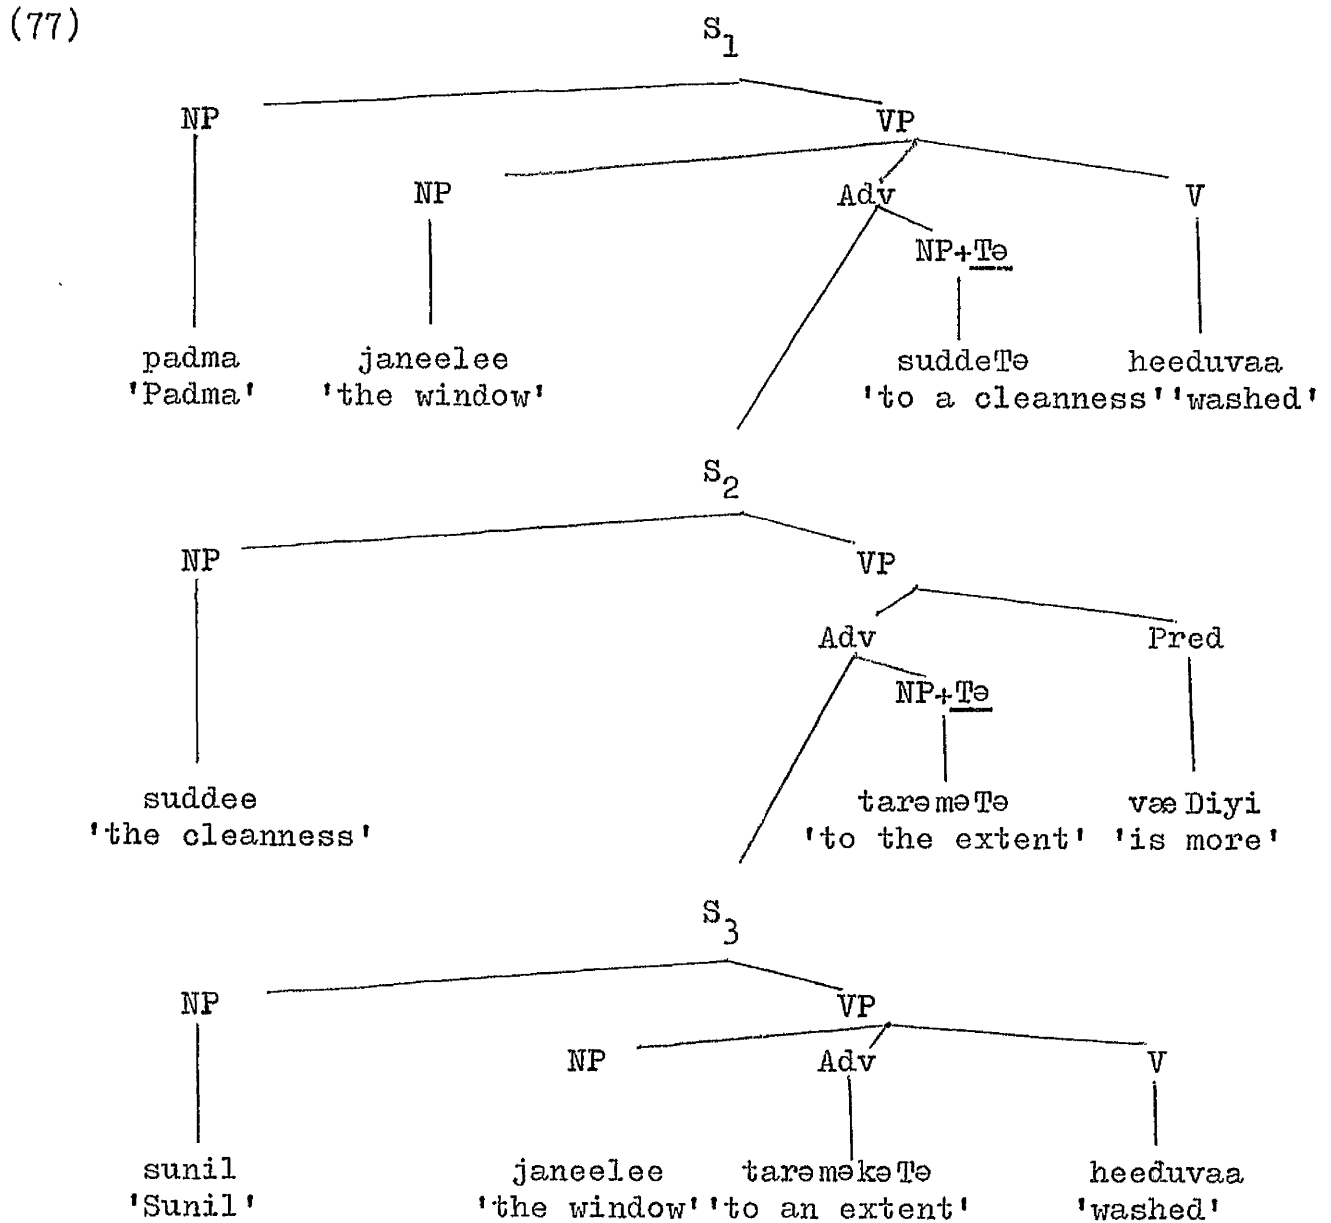 (77)
S1
NP VP
NP Adv V
NP+Tə
padma janeelee suddeTə heeduvaa
'Padma' 'the window' 'to a cleanness' 'washed'
S2
NP VP
Adv Pred
NP+Tə
suddee tarəməTə væDiyi
'the cleanness' 'to the extent' 'is more'
S3
NP VP
NP Adv V
sunil janeelee tarəməkəTə heeduvaa
'Sunil' 'the window' 'to an extent' 'washed'